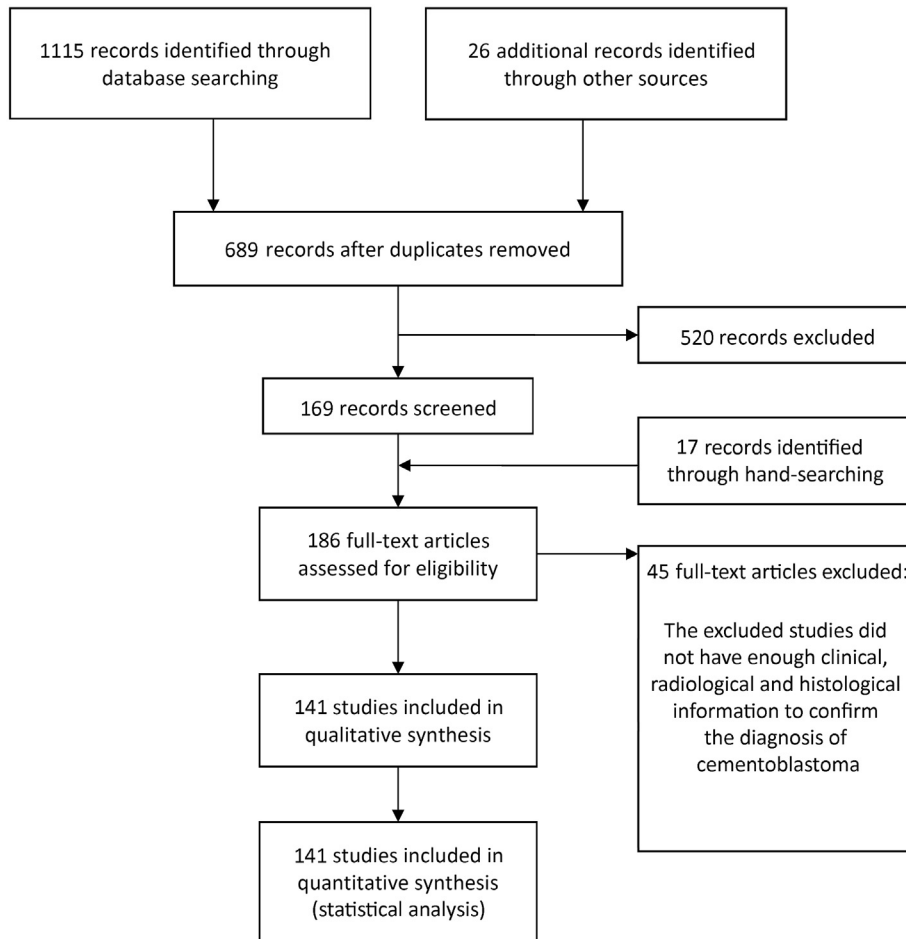 1115 records identified through
database searching
26 additional records identified
through other sources
689 records after duplicates removed
520 records excluded
169 records screened
17 records identified
through hand-searching
186 full-text articles
assessed for eligibility
45 full-text articles excluded:
The excluded studies did
not have enough clinical,
radiological and histological
information to confirm
the diagnosis of
cementoblastoma
141 studies included in
qualitative synthesis
141 studies included in
quantitative synthesis
(statistical analysis)